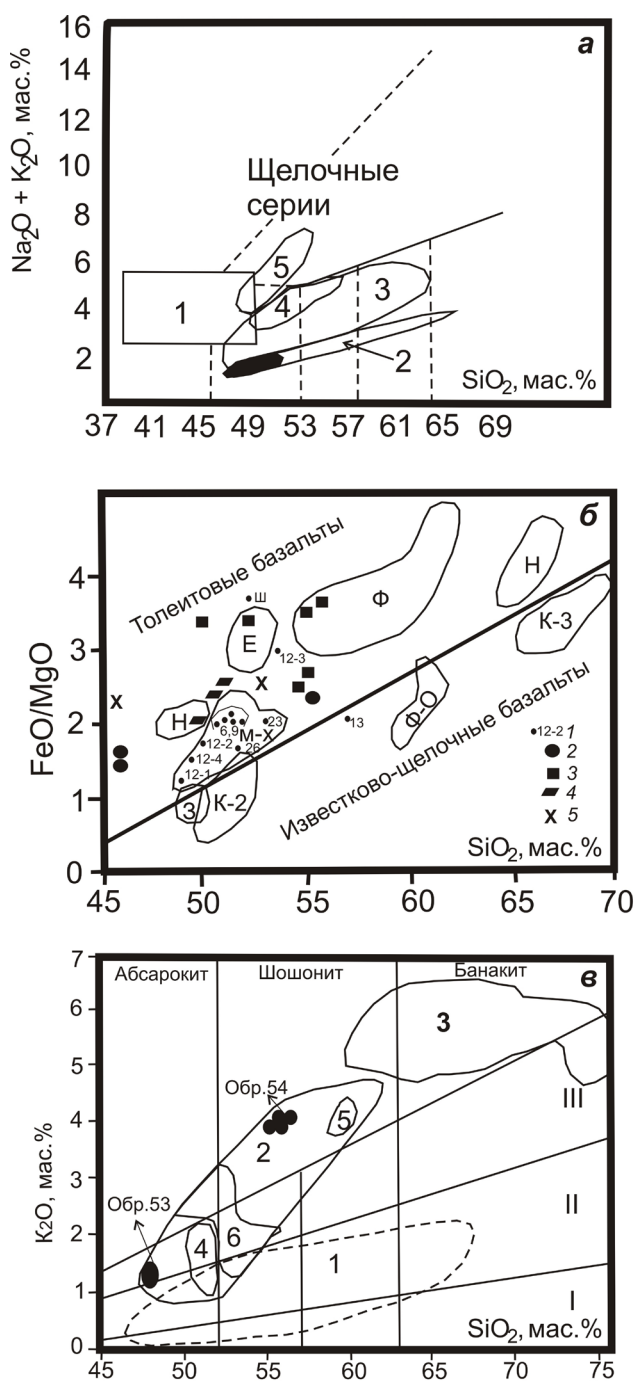 16
а
14
12
10
8
6
4
2
Na2O + K2O, мас.%
Щелочные
серии
5
4
3
1
2
SiO2, мас.%
37 41 45 49 53 57 61 65 69
б
4
3
2
1
0
FeO/MgO
Толеитовые базальты
Ш
Е
Ф
Н
К-3
12-3
Н
6,9
м-х
23
26
12-2
12-4
12-1
13
Ф-О
З
К-2
Известково-щелочные базальты
12-2 1
2
3
4
х 5
SiO2, мас.%
45 50 55 60 65 70
7
6
5
4
3
2
1
0
K2O, мас.%
Абсарокит
Шошонит
Банакит
в
3
Обр.54
5
2
Обр.53
4
6
1
III
II
I
SiO2, мас.%
45 50 55 60 65 70 75